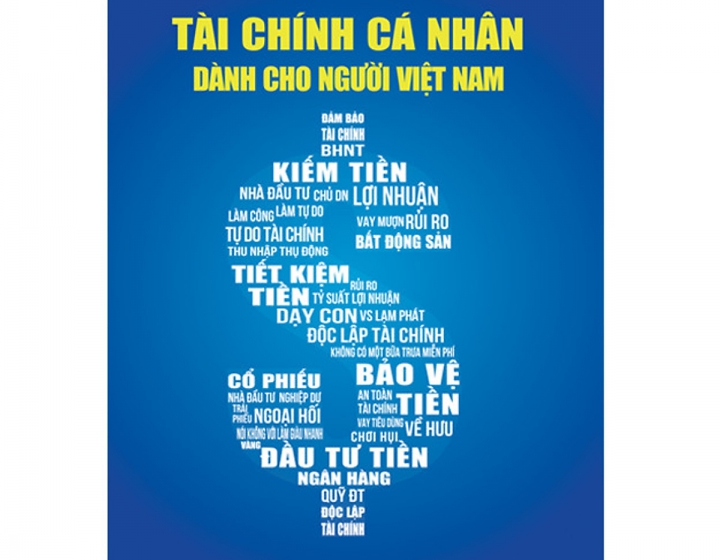 TÀI CHÍNH CÁ NHÂN
DÀNH CHO NGƯỜI VIỆT NAM
ĐẢM BẢO
TÀI CHÍNH
BHNT
KIẾM TIỀN
NHÀ ĐẦU TƯ CHỦ DN LỢI NHUẬN
LÀM CÔNG LÀM TỰ DO VAY MƯỢN RỦI RO
TỰ DO TÀI CHÍNH BẤT ĐỘNG SẢN
THU NHẬP THỤ ĐỘNG
TIẾT KIỆM RỦI RO
TIỀN TỶ SUẤT LỢI NHUẬN
DẠY CON VS LẠM PHÁT
ĐỘC LẬP TÀI CHÍNH
KHÔNG CÓ MỘT BỮA TRƯA MIỄN PHÍ
CỔ PHIẾU BẢO VỆ
NHÀ ĐẦU TƯ NGHIỆP DƯ AN TOÀN
TÀI CHÍNH TIỀN
TRÁI
PHIẾU NGOẠI HỐI VAY TIÊU DÙNG VỀ HƯU
NÓI KHÔNG VỚI LÀM GIÀU NHANH CHƠI HỤI
VÀNG
ĐẦU TƯ TIỀN
NGÂN HÀNG
QUỸ ĐT
ĐỘC LẬP
TÀI CHÍNH